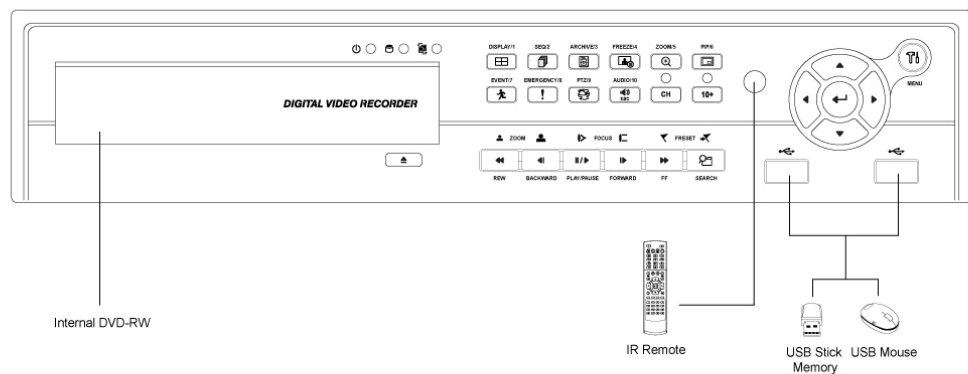 DISPLAY/1 SEQ/2 ARCHIVE/3 FREEZE/4 ZOOM/5 PIP/6
EVENT/7 EMERGENCY/8 PTZ/9 AUDIO/10
ESC CH 10+
MENU
DIGITAL VIDEO RECORDER
ZOOM FOCUS PRESET
REW BACKWARD PLAY/PAUSE FORWARD FF SEARCH
Internal DVD-RW
IR Remote
USB Stick
Memory
USB Mouse